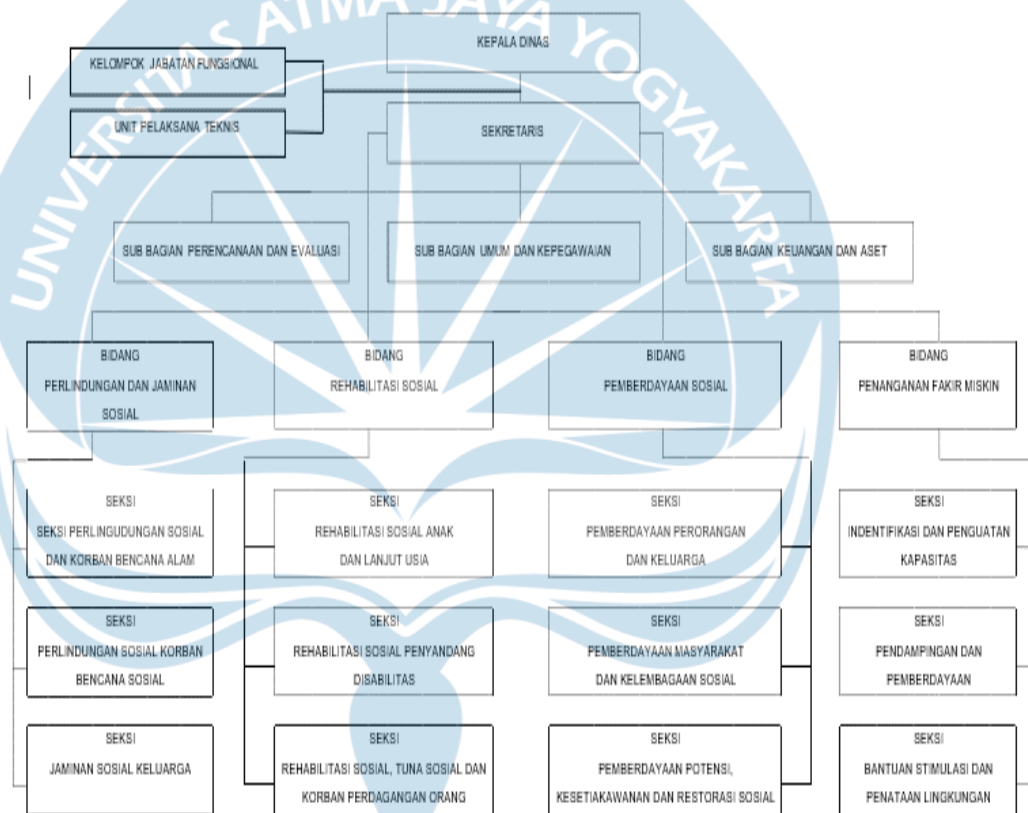 UNIVERSITAS ATMA JAYA YOGYAKARTA
KEPALA DINAS
KELOMPOK JABATAN FUNGSIONAL
UNIT PELAKSANA TEKNIS
SEKRETARIS
SUB BAGIAN PERENCANAAN DAN EVALUASI
SUB BAGIAN UMUM DAN KEPEGAWAIAN
SUB BAGIAN KEUANGAN DAN ASET
BIDANG
PERLINDUNGAN DAN JAMINAN
SOSIAL
BIDANG
REHABILITASI SOSIAL
BIDANG
PEMBERDAYAAN SOSIAL
BIDANG
PENANGANAN FAKIR MISKIN
SEKSI
SEKSI PERLINGUDUNGAN SOSIAL
DAN KORBAN BENCANA ALAM
SEKSI
REHABILITASI SOSIAL ANAK
DAN LANJUT USIA
SEKSI
PEMBERDAYAAN PERORANGAN
DAN KELUARGA
SEKSI
INDENTIFIKASI DAN PENGUATAN
KAPASITAS
SEKSI
PERLINDUNGAN SOSIAL KORBAN
BENCANA SOSIAL
SEKSI
REHABILITASI SOSIAL PENYANDANG
DISABILITAS
SEKSI
PEMBERDAYAAN MASYARAKAT
DAN KELEMBAGAAN SOSIAL
SEKSI
PENDAMPINGAN DAN
PEMBERDAYAAN
SEKSI
JAMINAN SOSIAL KELUARGA
SEKSI
REHABILITASI SOSIAL, TUNA SOSIAL DAN
KORBAN PERDAGANGAN ORANG
SEKSI
PEMBERDAYAAN POTENSI,
KESETIAKAWANAN DAN RESTORASI SOSIAL
SEKSI
BANTUAN STIMULASI DAN
PENATAAN LINGKUNGAN